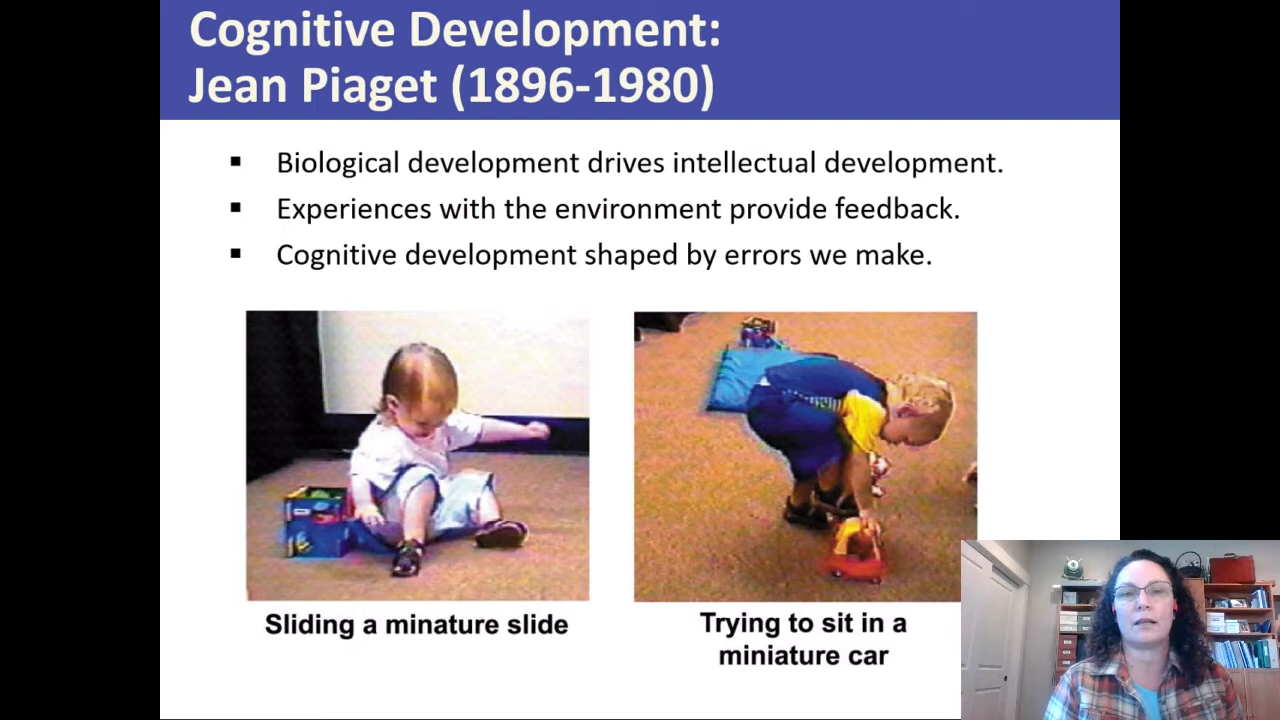 Cognitive Development:
Jean Piaget (1896-1980)
▪ Biological development drives intellectual development.
▪ Experiences with the environment provide feedback.
▪ Cognitive development shaped by errors we make.
Sliding a minature slide
Trying to sit in a
miniature car